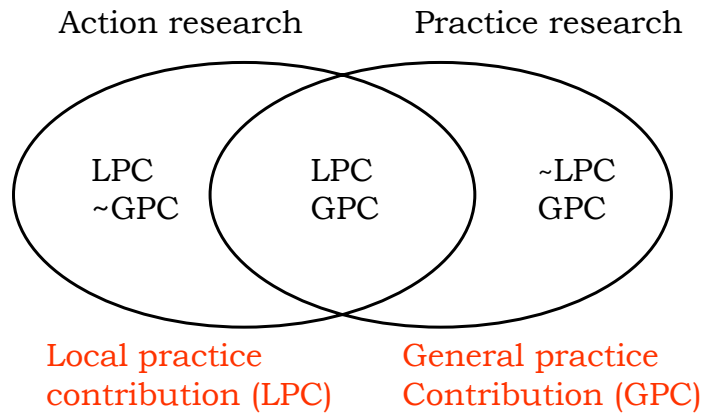 Action research
Practice research
LPC
~GPC
LPC
GPC
~LPC
GPC
Local practice
contribution (LPC)
General practice
Contribution (GPC)